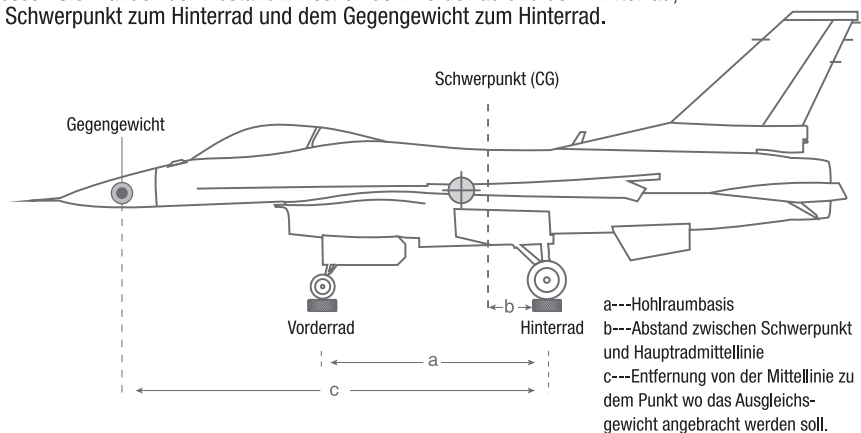 Schwerpunkt zum Hinterrad und dem Gegengewicht zum Hinterrad.
Schwerpunkt (CG)
Gegengewicht
b
Vorderrad
Hinterrad
a
c
a---Hohlraumbasis
b---Abstand zwischen Schwerpunkt
und Hauptradmittellinie
c---Entfernung von der Mittellinie zu
dem Punkt wo das Ausgleichs-
gewicht angebracht werden soll.